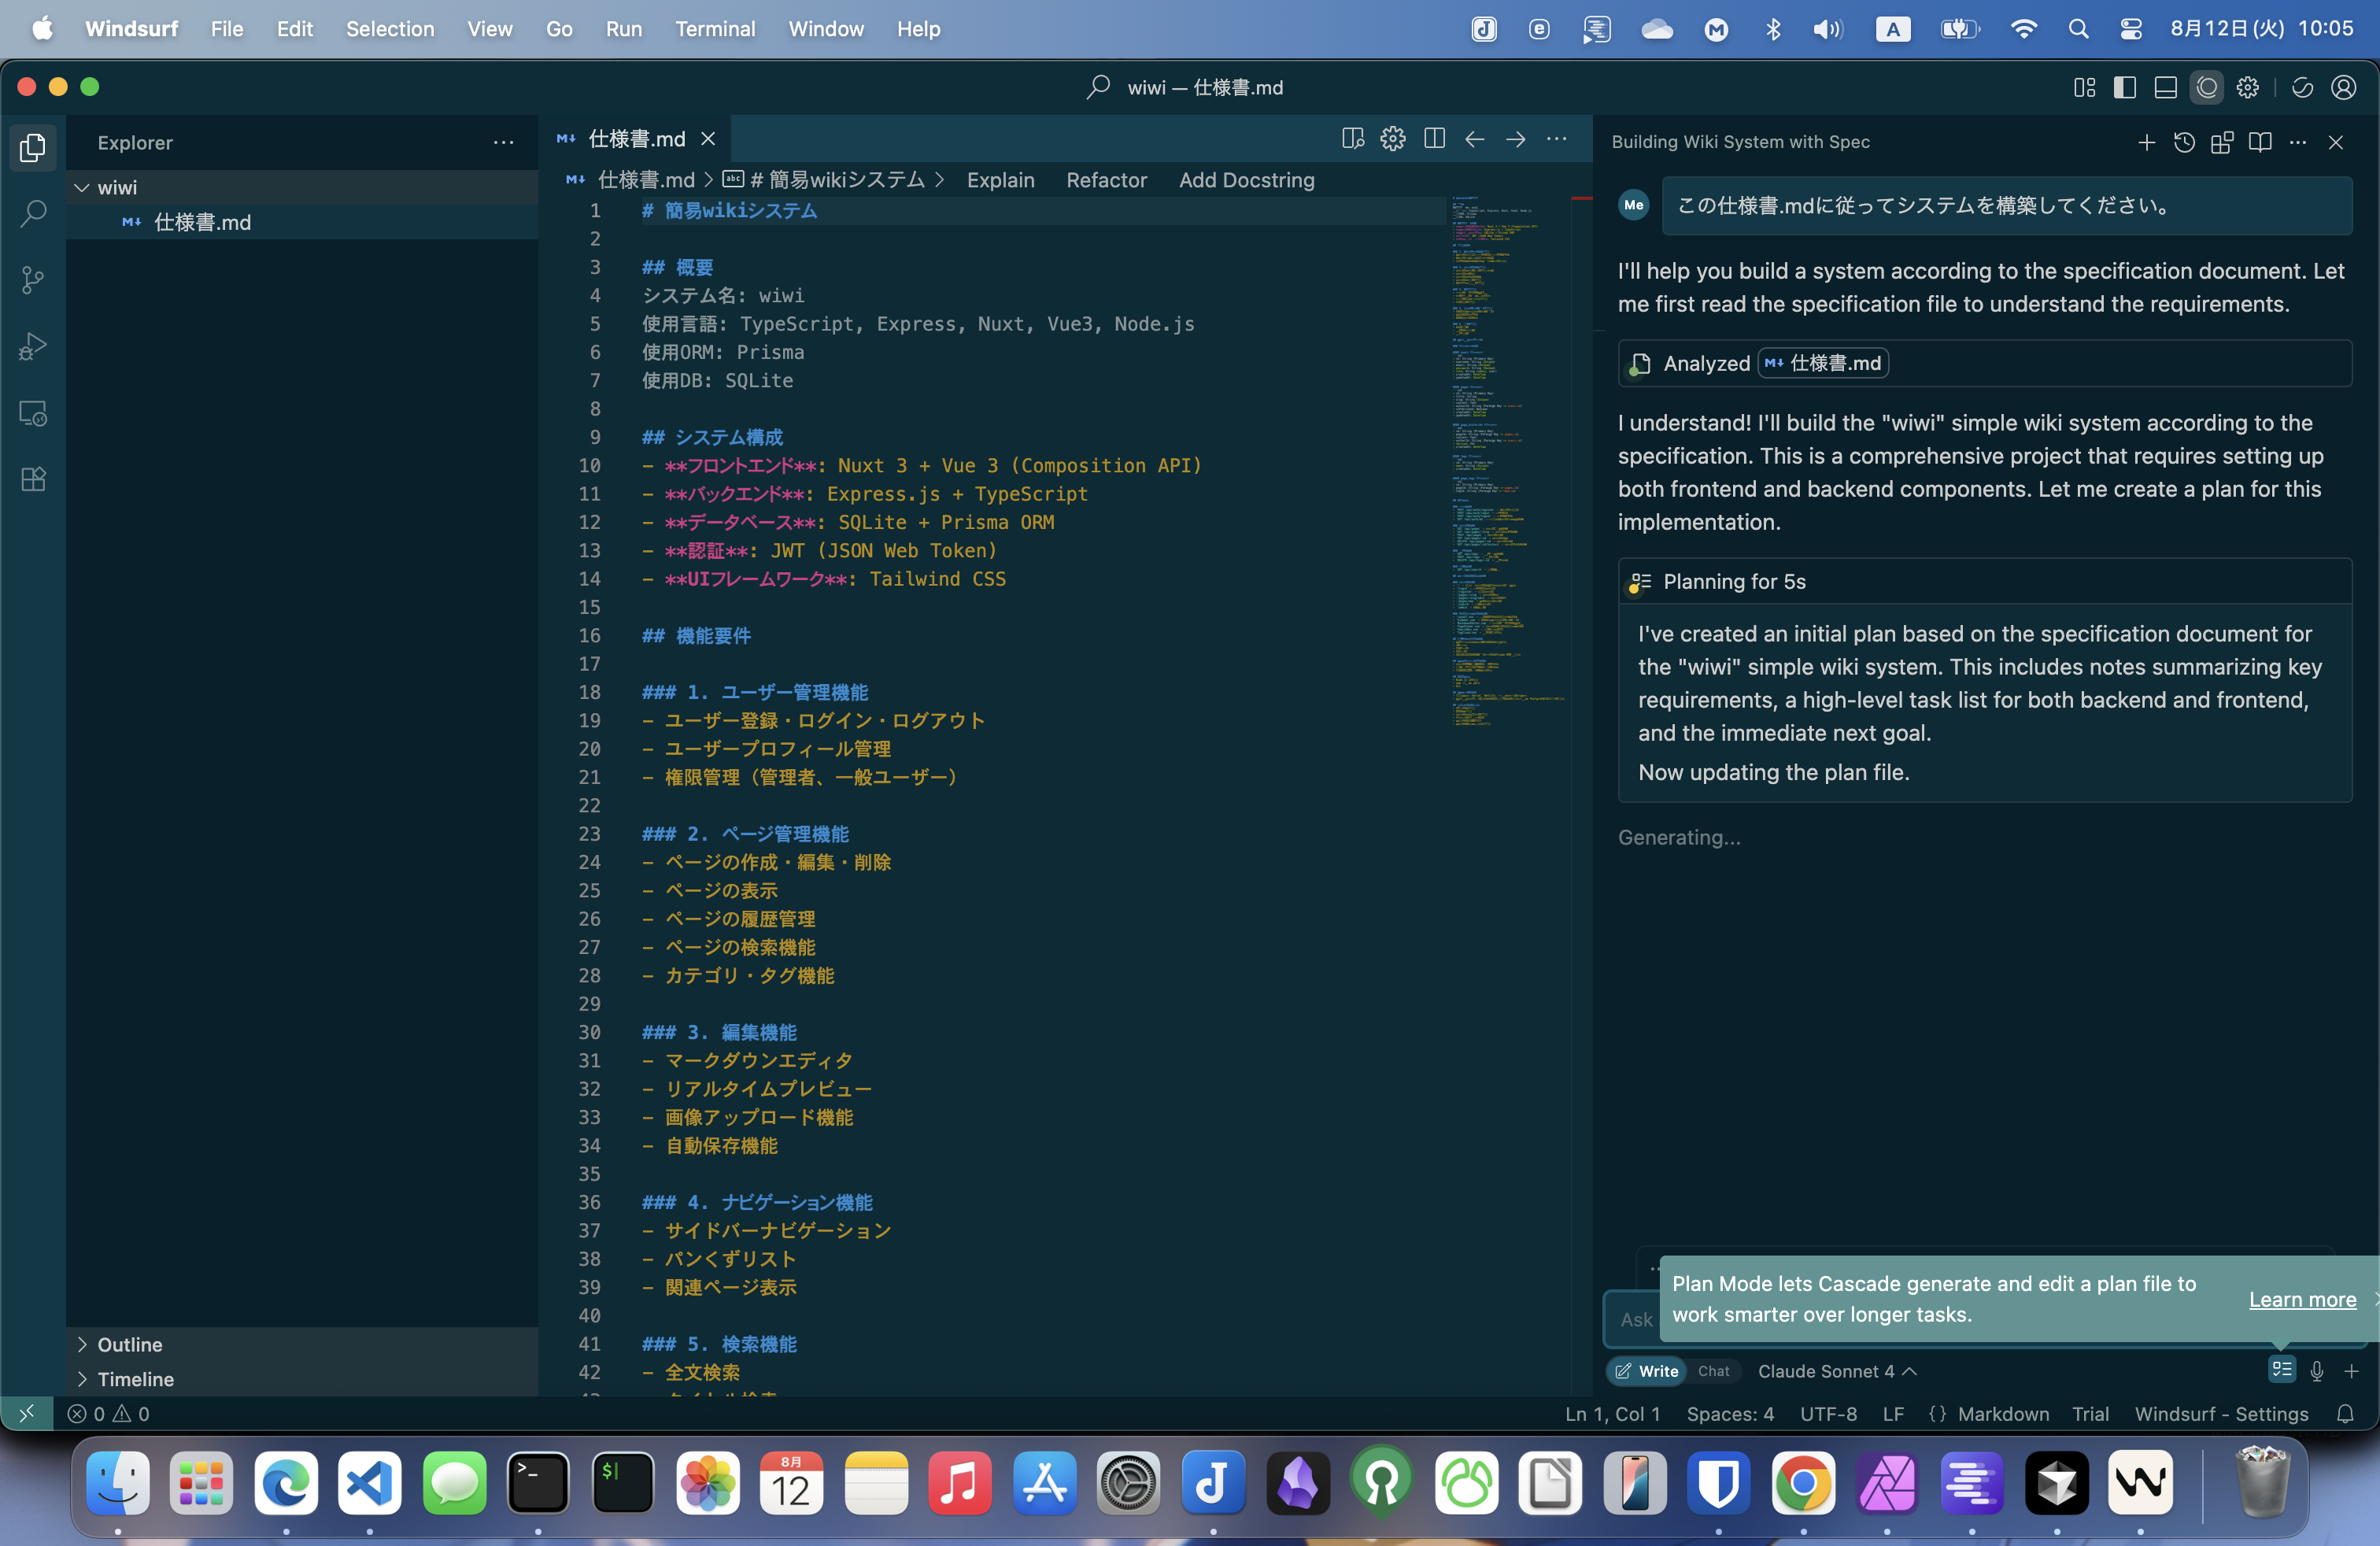 Windsurf File Edit Selection View Go Run Terminal Window Help
A 8月12日(火) 10:05
wiwi — 仕様書.md
Explorer
wiwi
仕様書.md
Outline
Timeline
仕様書.md
仕様書.md > # 簡易wikiシステム > Explain Refactor Add Docstring
1 # 簡易wikiシステム
2
3 ## 概要
4 システム名: wiwi
5 使用言語: TypeScript, Express, Nuxt, Vue3, Node.js
6 使用ORM: Prisma
7 使用DB: SQLite
8
9 ## システム構成
10 - **フロントエンド**: Nuxt 3 + Vue 3 (Composition API)
11 - **バックエンド**: Express.js + TypeScript
12 - **データベース**: SQLite + Prisma ORM
13 - **認証**: JWT (JSON Web Token)
14 - **UIフレームワーク**: Tailwind CSS
15
16 ## 機能要件
17
18 ### 1. ユーザー管理機能
19 - ユーザー登録・ログイン・ログアウト
20 - ユーザープロフィール管理
21 - 権限管理（管理者、一般ユーザー）
22
23 ### 2. ページ管理機能
24 - ページの作成・編集・削除
25 - ページの表示
26 - ページの履歴管理
27 - ページの検索機能
28 - カテゴリ・タグ機能
29
30 ### 3. 編集機能
31 - マークダウンエディタ
32 - リアルタイムプレビュー
33 - 画像アップロード機能
34 - 自動保存機能
35
36 ### 4. ナビゲーション機能
37 - サイドバーナビゲーション
38 - パンくずリスト
39 - 関連ページ表示
40
41 ### 5. 検索機能
42 - 全文検索
Building Wiki System with Spec
Me この仕様書.mdに従ってシステムを構築してください。
I'll help you build a system according to the specification document. Let
me first read the specification file to understand the requirements.
Analyzed 仕様書.md
I understand! I'll build the "wiwi" simple wiki system according to the
specification. This is a comprehensive project that requires setting up
both frontend and backend components. Let me create a plan for this
implementation.
Planning for 5s
I've created an initial plan based on the specification document for
the "wiwi" simple wiki system. This includes notes summarizing key
requirements, a high-level task list for both backend and frontend,
and the immediate next goal.
Now updating the plan file.
Generating...
Plan Mode lets Cascade generate and edit a plan file to
work smarter over longer tasks.
Learn more
Ask
Write Chat Claude Sonnet 4
0 0
Ln 1, Col 1 Spaces: 4 UTF-8 LF {} Markdown Trial Windsurf - Settings
8月
12